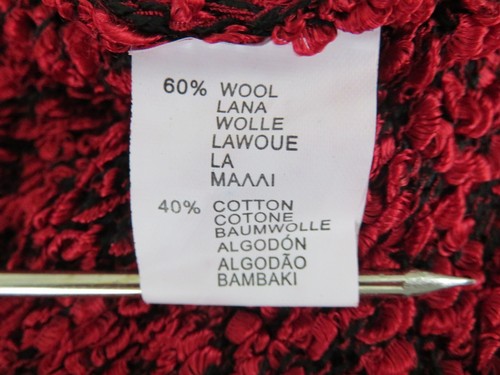 60% WOOL
LANA
WOLLE
LAWOUE
LA
ΜΑΛΛΙ
40% COTTON
COTONE
BAUMWOLLE
ALGODÓN
ALGODÃO
BAMBAKI